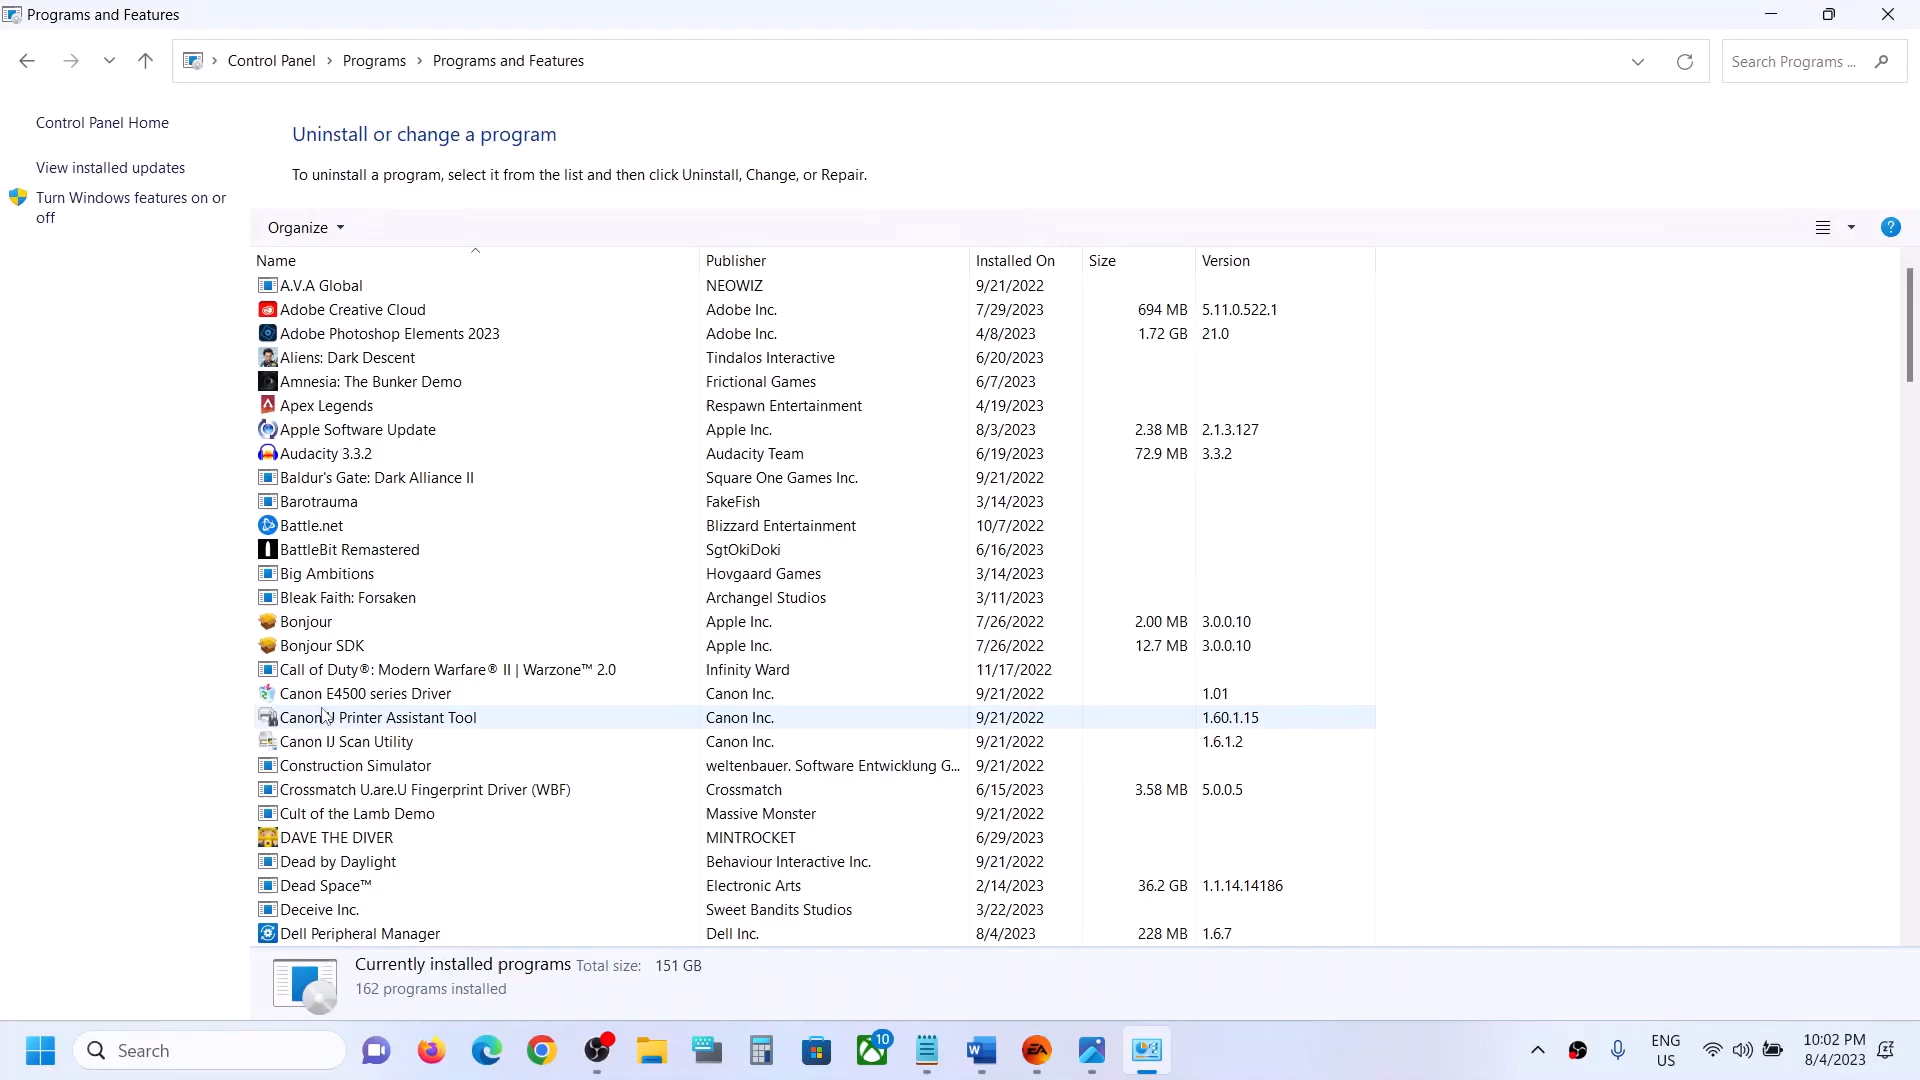 Programs and Features
Control Panel › Programs › Programs and Features
Search Programs ...
Control Panel Home
View installed updates
Turn Windows features on or
off
Uninstall or change a program
To uninstall a program, select it from the list and then click Uninstall, Change, or Repair.
Organize
Name Publisher Installed On Size Version
A.V.A Global NEOWIZ 9/21/2022
Adobe Creative Cloud Adobe Inc. 7/29/2023 694 MB 5.11.0.522.1
Adobe Photoshop Elements 2023 Adobe Inc. 4/8/2023 1.72 GB 21.0
Aliens: Dark Descent Tindalos Interactive 6/20/2023
Amnesia: The Bunker Demo Frictional Games 6/7/2023
Apex Legends Respawn Entertainment 4/19/2023
Apple Software Update Apple Inc. 8/3/2023 2.38 MB 2.1.3.127
Audacity 3.3.2 Audacity Team 6/19/2023 72.9 MB 3.3.2
Baldur's Gate: Dark Alliance II Square One Games Inc. 9/21/2022
Barotrauma FakeFish 3/14/2023
Battle.net Blizzard Entertainment 10/7/2022
BattleBit Remastered SgtOkiDoki 6/16/2023
Big Ambitions Hovgaard Games 3/14/2023
Bleak Faith: Forsaken Archangel Studios 3/11/2023
Bonjour Apple Inc. 7/26/2022 2.00 MB 3.0.0.10
Bonjour SDK Apple Inc. 7/26/2022 12.7 MB 3.0.0.10
Call of Duty®: Modern Warfare® II | Warzone™ 2.0 Infinity Ward 11/17/2022
Canon E4500 series Driver Canon Inc. 9/21/2022 1.01
Canon IJ Printer Assistant Tool Canon Inc. 9/21/2022 1.60.1.15
Canon IJ Scan Utility Canon Inc. 9/21/2022 1.6.1.2
Construction Simulator weltenbauer. Software Entwicklung G... 9/21/2022
Crossmatch U.are.U Fingerprint Driver (WBF) Crossmatch 6/15/2023 3.58 MB 5.0.0.5
Cult of the Lamb Demo Massive Monster 9/21/2022
DAVE THE DIVER MINTROCKET 6/29/2023
Dead by Daylight Behaviour Interactive Inc. 9/21/2022
Dead Space™ Electronic Arts 2/14/2023 36.2 GB 1.1.14.14186
Deceive Inc. Sweet Bandits Studios 3/22/2023
Dell Peripheral Manager Dell Inc. 8/4/2023 228 MB 1.6.7
Currently installed programs Total size: 151 GB
162 programs installed
Search
10
EA
ENG
US
10:02 PM
8/4/2023